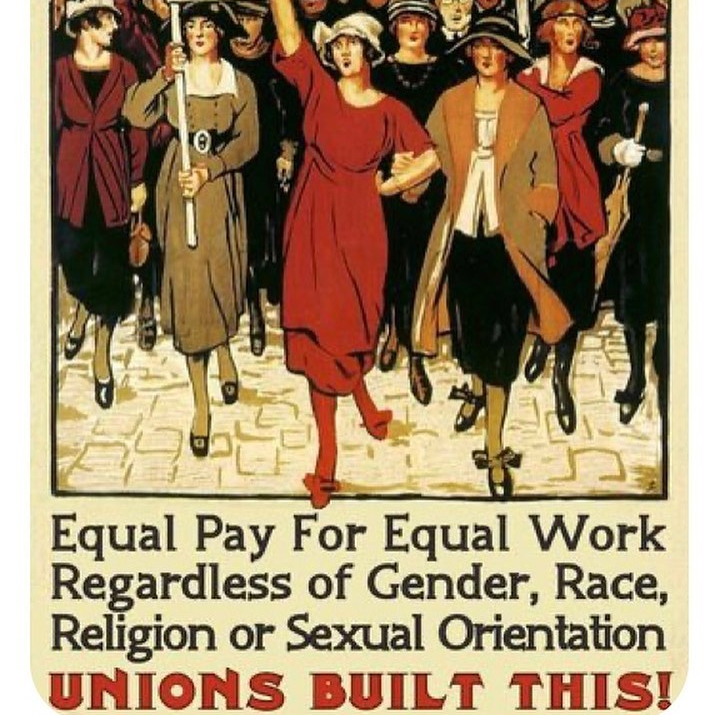 Equal Pay For Equal Work
Regardless of Gender, Race,
Religion or Sexual Orientation
UNIONS BUILT THIS!